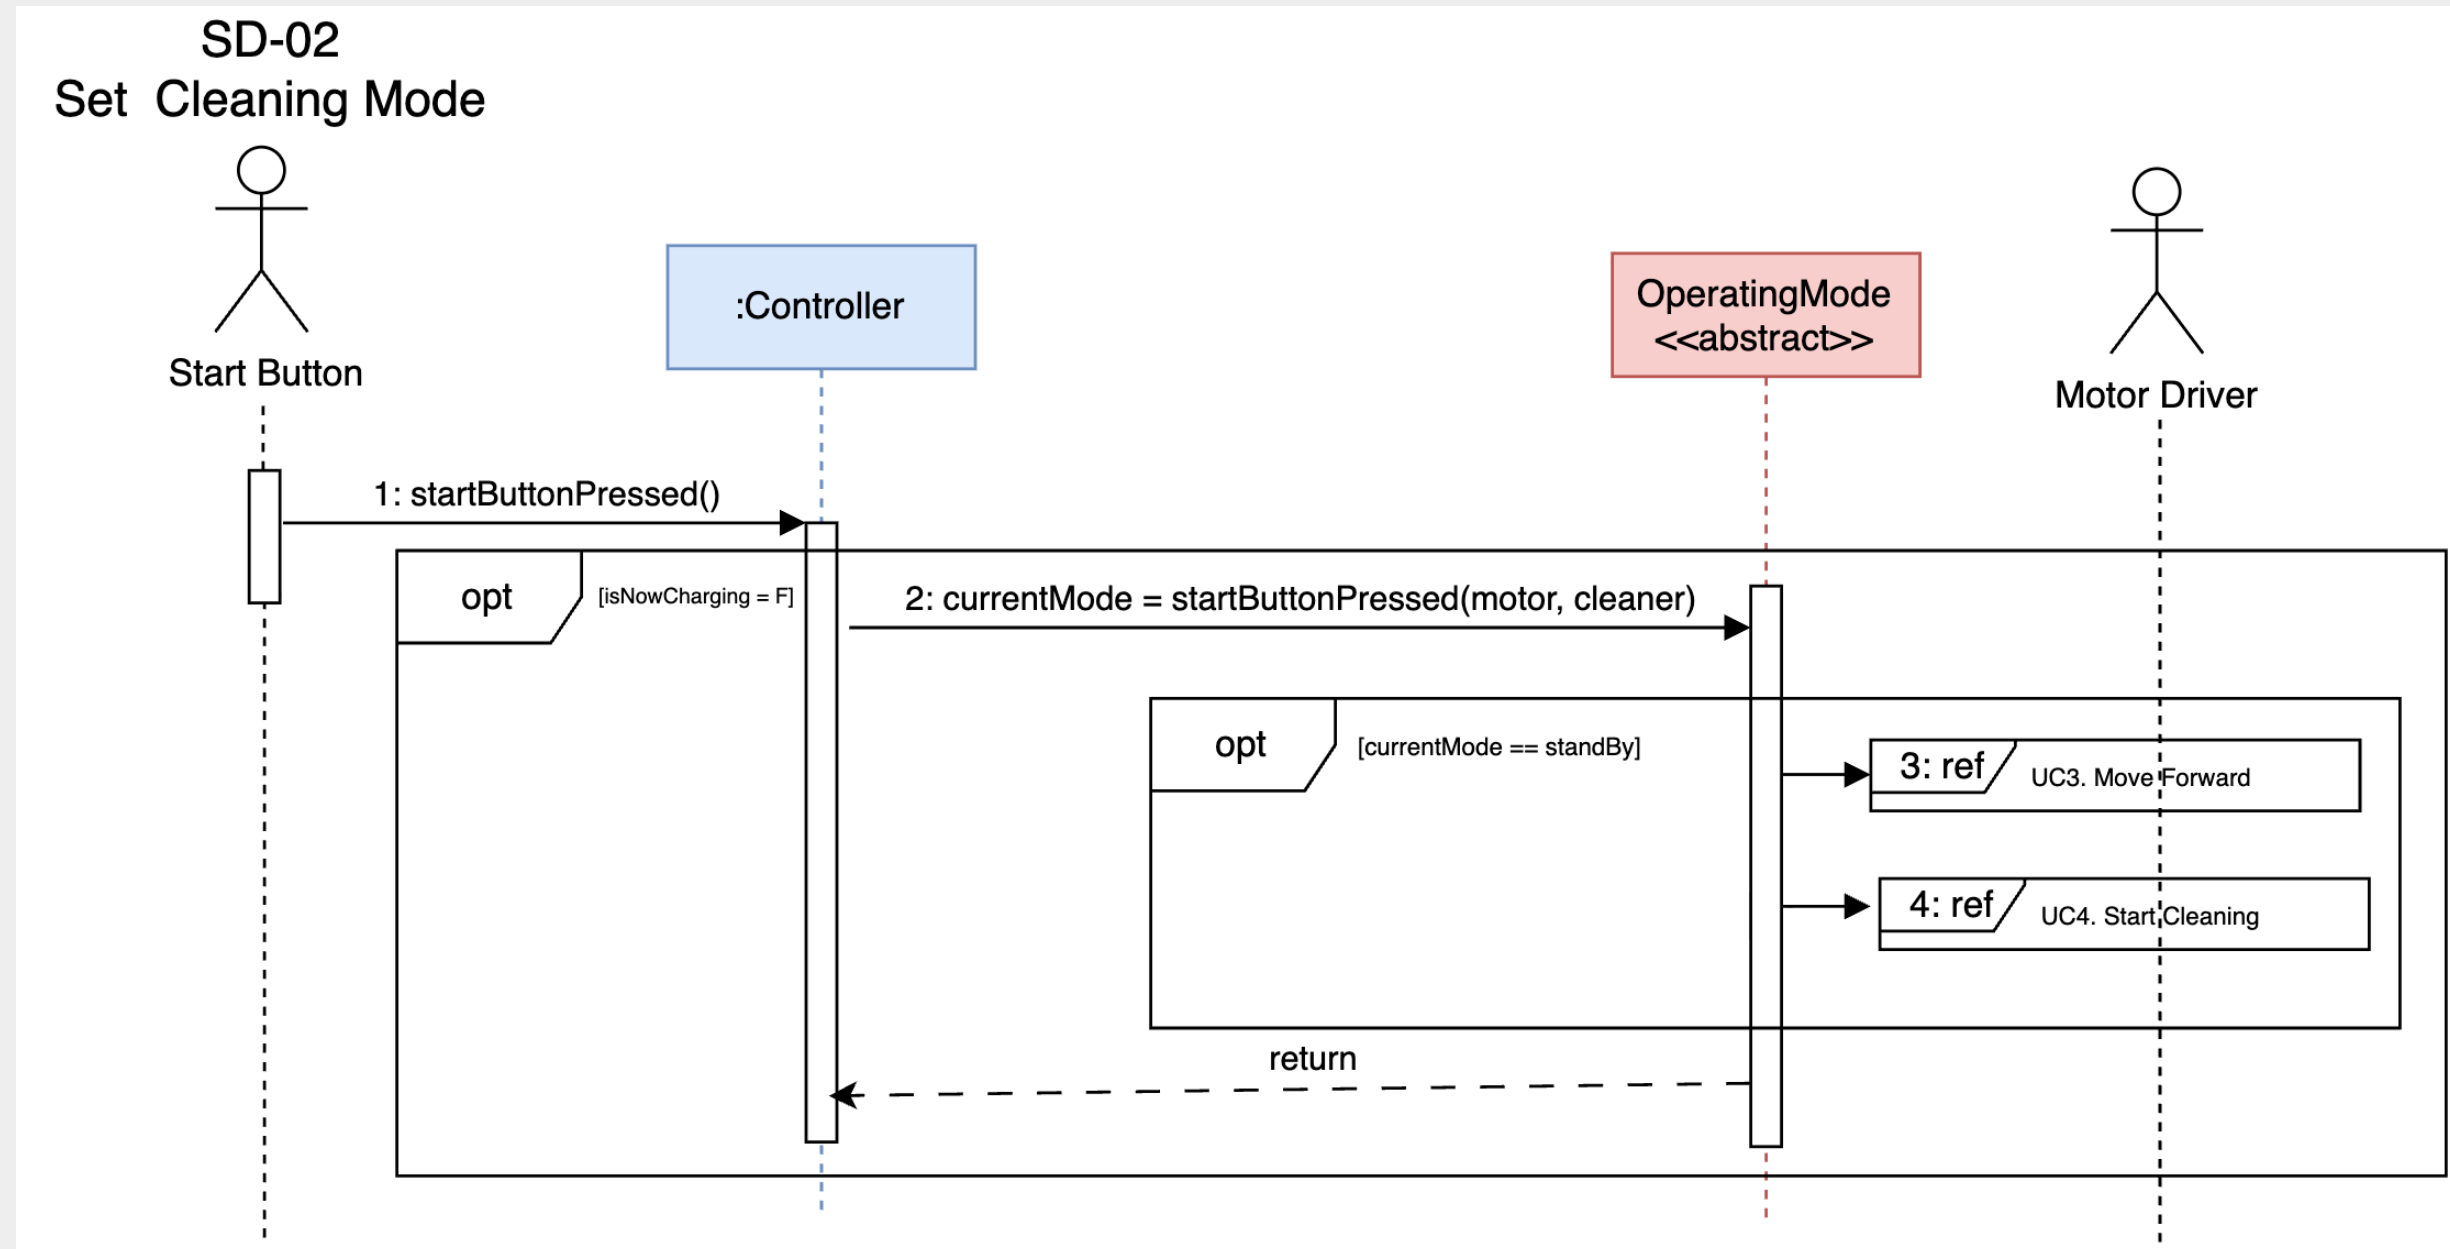 SD-02
Set Cleaning Mode
Start Button
:Controller
OperatingMode
<<abstract>>
Motor Driver
1: startButtonPressed()
opt
[isNowCharging = F]
2: currentMode = startButtonPressed(motor, cleaner)
opt
[currentMode == standBy]
3: ref
UC3. Move Forward
4: ref
UC4. Start Cleaning
return